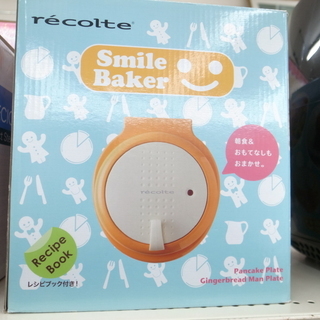 récolte
Smile
Baker
récolte
軽食&
おもてなしも
おまかせ。
Recipe
Book
レシピブック付き!
Pancake Plate
Gingerbread Man Plate